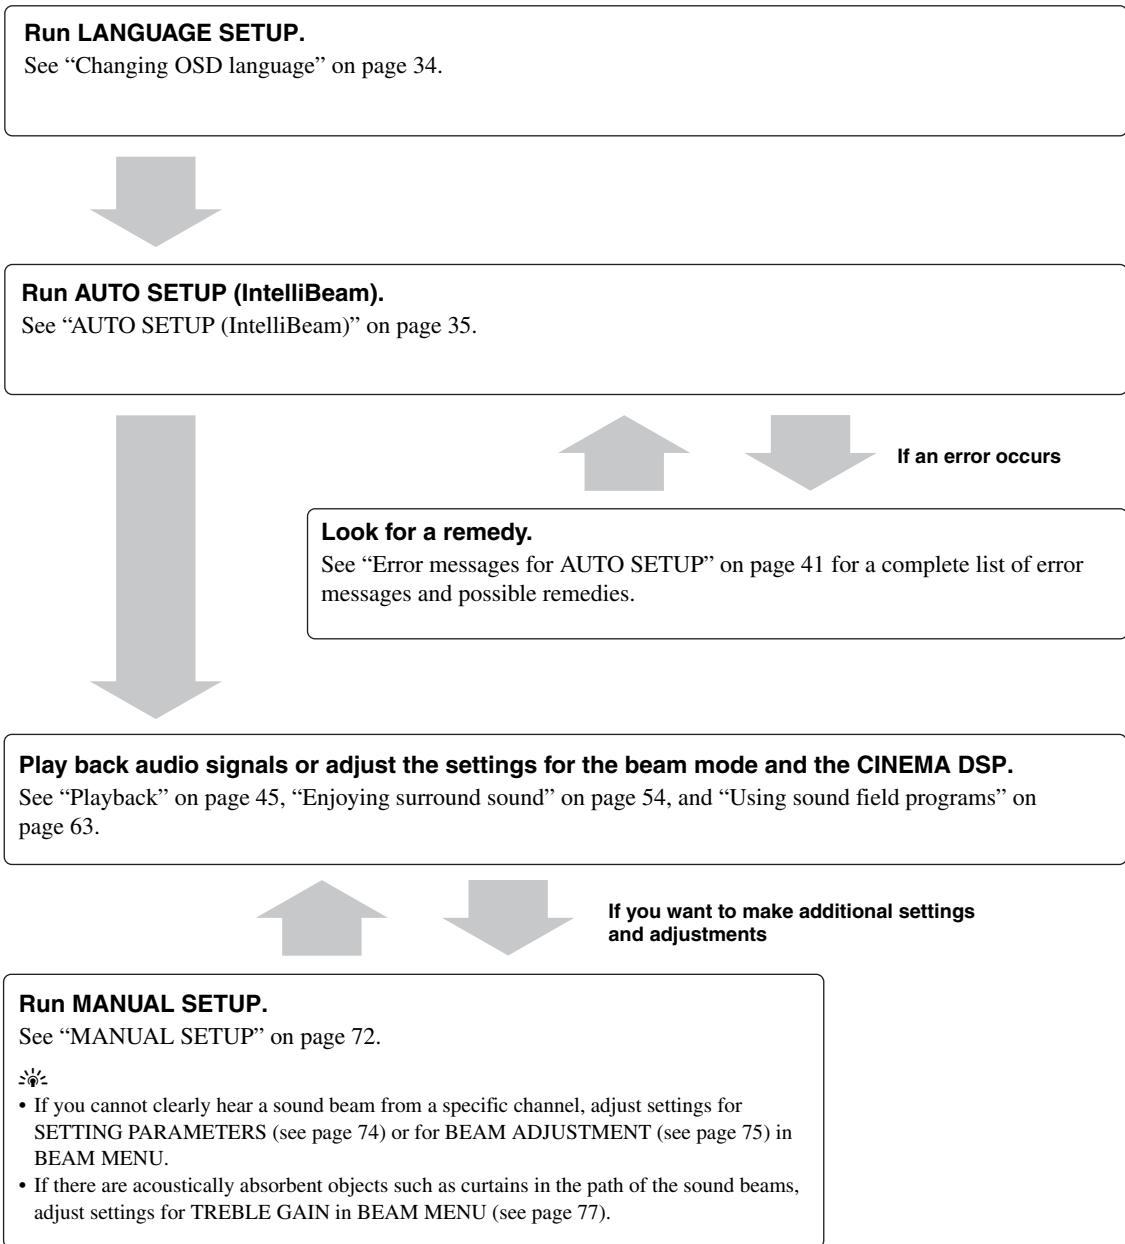 Run LANGUAGE SETUP.
See “Changing OSD language” on page 34.
Run AUTO SETUP (IntelliBeam).
See “AUTO SETUP (IntelliBeam)” on page 35.
If an error occurs
Look for a remedy.
See “Error messages for AUTO SETUP” on page 41 for a complete list of error
messages and possible remedies.
Play back audio signals or adjust the settings for the beam mode and the CINEMA DSP.
See “Playback” on page 45, “Enjoying surround sound” on page 54, and “Using sound field programs” on
page 63.
If you want to make additional settings
and adjustments
Run MANUAL SETUP.
See “MANUAL SETUP” on page 72.
• If you cannot clearly hear a sound beam from a specific channel, adjust settings for
SETTING PARAMETERS (see page 74) or for BEAM ADJUSTMENT (see page 75) in
BEAM MENU.
• If there are acoustically absorbent objects such as curtains in the path of the sound beams,
adjust settings for TREBLE GAIN in BEAM MENU (see page 77).